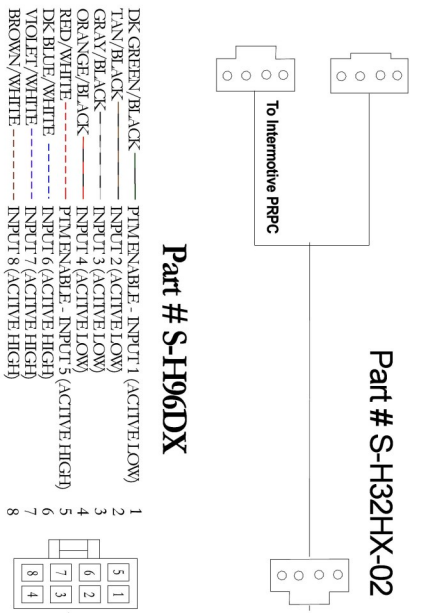 Part # S-H32HX-02
To Intermotive PRPC
Part # S-H96DX
DK GREEN/BLACK PTM ENABLE - INPUT 1 (ACTIVE LOW) 1
TAN/BLACK INPUT 2 (ACTIVE LOW) 2
GRAY/BLACK INPUT 3 (ACTIVE LOW) 3
ORANGE/BLACK INPUT 4 (ACTIVE LOW) 4
RED/WHITE PTM ENABLE - INPUT 5 (ACTIVE HIGH) 5
DK BLUE/WHITE INPUT 6 (ACTIVE HIGH) 6
VIOLET/WHITE INPUT 7 (ACTIVE HIGH) 7
BROWN/WHITE INPUT 8 (ACTIVE HIGH) 8
5 1
6 2
7 3
8 4